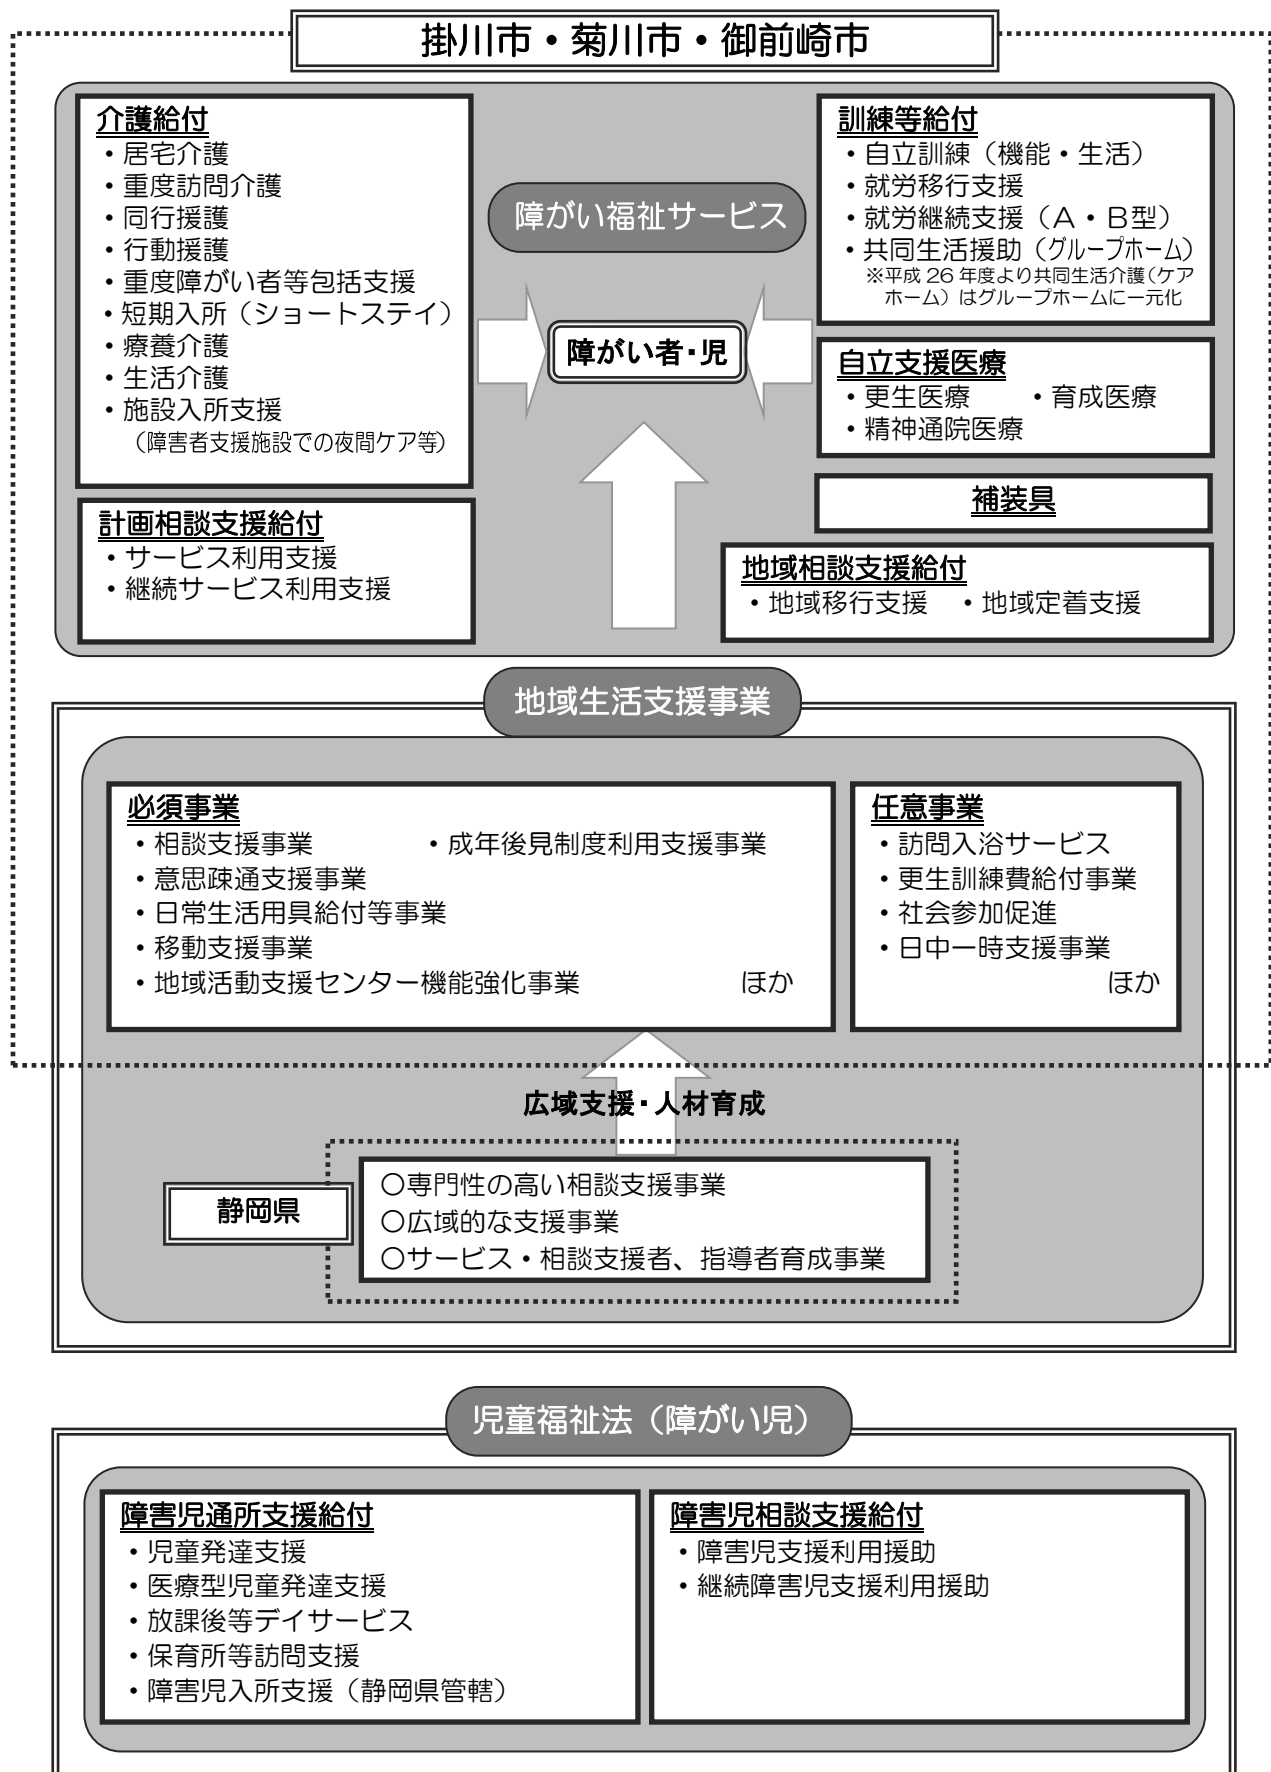 掛川市・菊川市・御前崎市
介護給付
・居宅介護
・重度訪問介護
・同行援護
・行動援護
・重度障がい者等包括支援
・短期入所（ショートステイ）
・療養介護
・生活介護
・施設入所支援
（障害者支援施設での夜間ケア等）
計画相談支援給付
・サービス利用支援
・継続サービス利用支援
障がい福祉サービス
障がい者・児
訓練等給付
・自立訓練（機能・生活）
・就労移行支援
・就労継続支援（Ａ・Ｂ型）
・共同生活援助（グループホーム）
※平成 26 年度より共同生活介護（ケア
ホーム）はグループホームに一元化
自立支援医療
・更生医療　・育成医療
・精神通院医療
補装具
地域相談支援給付
・地域移行支援　・地域定着支援
地域生活支援事業
必須事業
・相談支援事業　・成年後見制度利用支援事業
・意思疎通支援事業
・日常生活用具給付等事業
・移動支援事業
・地域活動支援センター機能強化事業　ほか
任意事業
・訪問入浴サービス
・更生訓練費給付事業
・社会参加促進
・日中一時支援事業
ほか
広域支援・人材育成
静岡県
○専門性の高い相談支援事業
○広域的な支援事業
○サービス・相談支援者、指導者育成事業
児童福祉法（障がい児）
障害児通所支援給付
・児童発達支援
・医療型児童発達支援
・放課後等デイサービス
・保育所等訪問支援
・障害児入所支援（静岡県管轄）
障害児相談支援給付
・障害児支援利用援助
・継続障害児支援利用援助